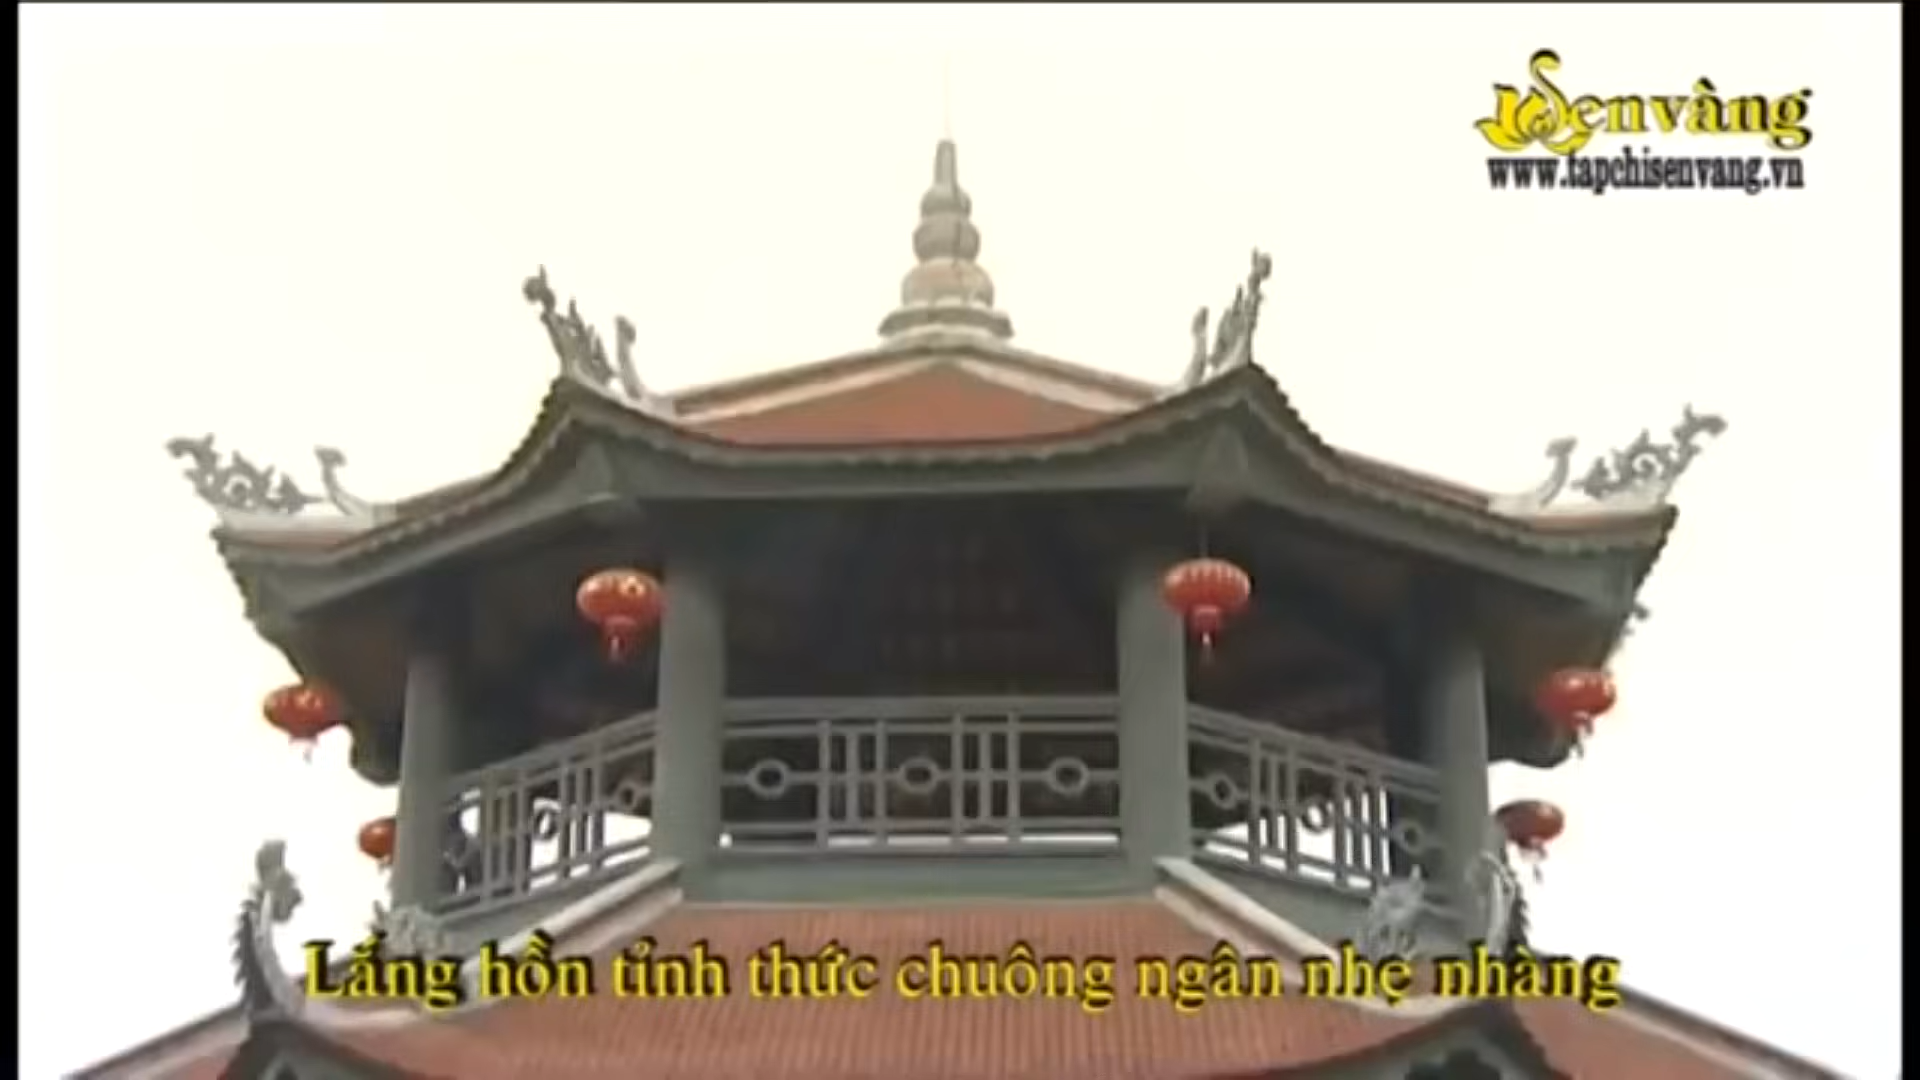 Senvàng
www.tapchisenvang.vn
Lắng hồn tỉnh thức chuông ngân nhẹ nhàng